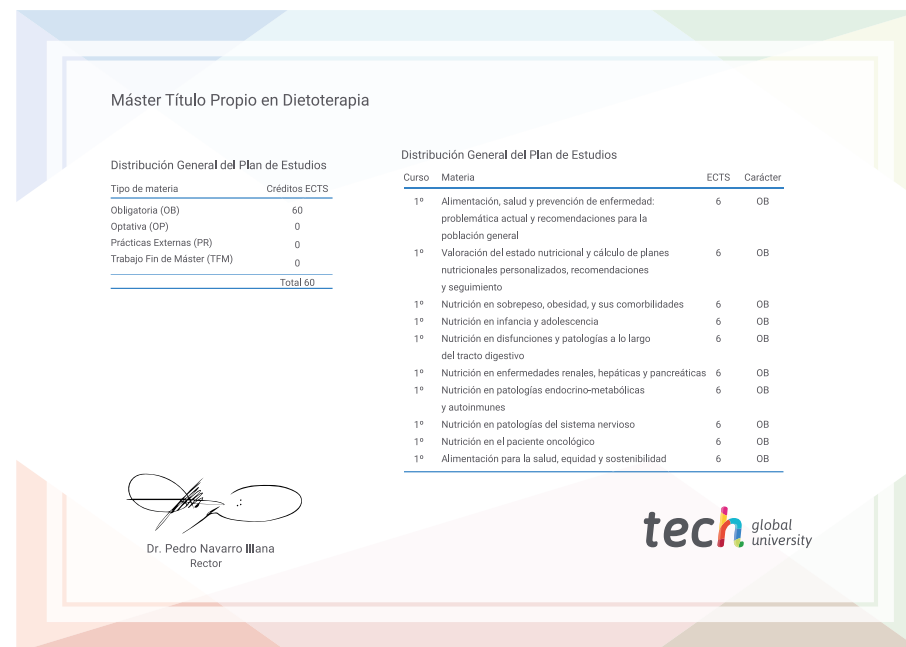 Máster Título Propio en Dietoterapia
Distribución General del Plan de Estudios
Tipo de materia Créditos ECTS
Obligatoria (OB) 60
Optativa (OP) 0
Prácticas Externas (PR) 0
Trabajo Fin de Máster (TFM) 0
Total 60
Distribución General del Plan de Estudios
Curso Materia ECTS Carácter
1º Alimentación, salud y prevención de enfermedad: 6 OB
problemática actual y recomendaciones para la
población general
1º Valoración del estado nutricional y cálculo de planes 6 OB
nutricionales personalizados, recomendaciones
y seguimiento
1º Nutrición en sobrepeso, obesidad, y sus comorbilidades 6 OB
1º Nutrición en infancia y adolescencia 6 OB
1º Nutrición en disfunciones y patologías a lo largo 6 OB
del tracto digestivo
1º Nutrición en enfermedades renales, hepáticas y pancreáticas 6 OB
1º Nutrición en patologías endocrino-metabólicas 6 OB
y autoinmunes
1º Nutrición en patologías del sistema nervioso 6 OB
1º Nutrición en el paciente oncológico 6 OB
1º Alimentación para la salud, equidad y sostenibilidad 6 OB
Dr. Pedro Navarro Illana
Rector
tech global
university